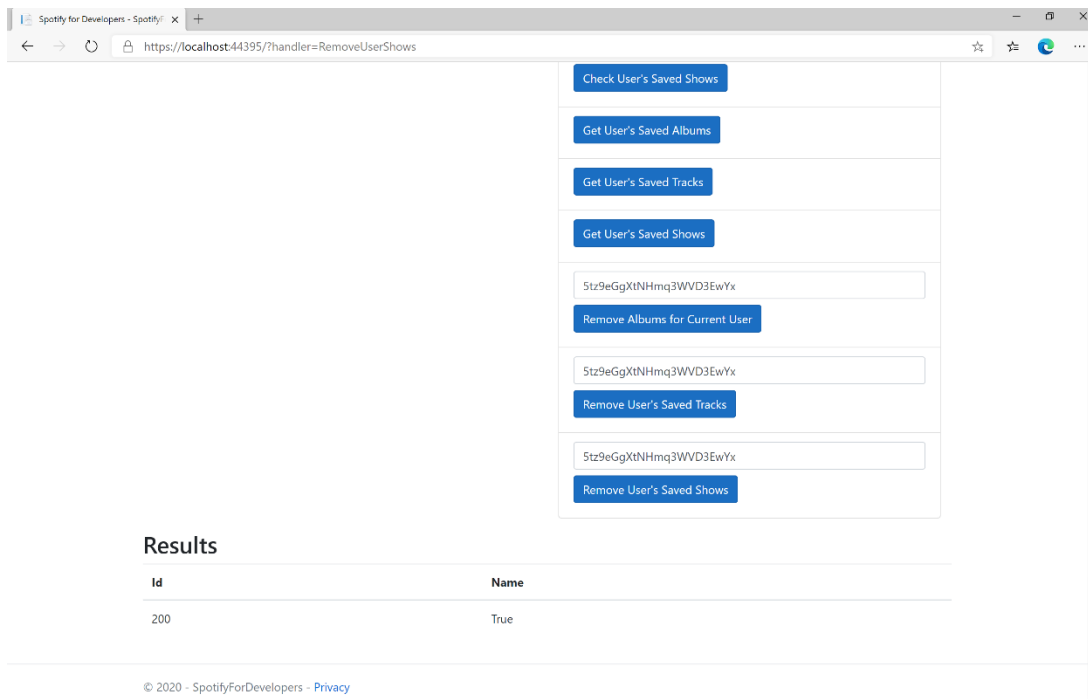 Spotify for Developers - SpotifyF
https://localhost:44395/?handler=RemoveUserShows
Check User's Saved Shows
Get User's Saved Albums
Get User's Saved Tracks
Get User's Saved Shows
5tz9eGgXtNHmq3WVD3EwYx
Remove Albums for Current User
5tz9eGgXtNHmq3WVD3EwYx
Remove User's Saved Tracks
5tz9eGgXtNHmq3WVD3EwYx
Remove User's Saved Shows
Results
Id Name
200 True
© 2020 - SpotifyForDevelopers - Privacy